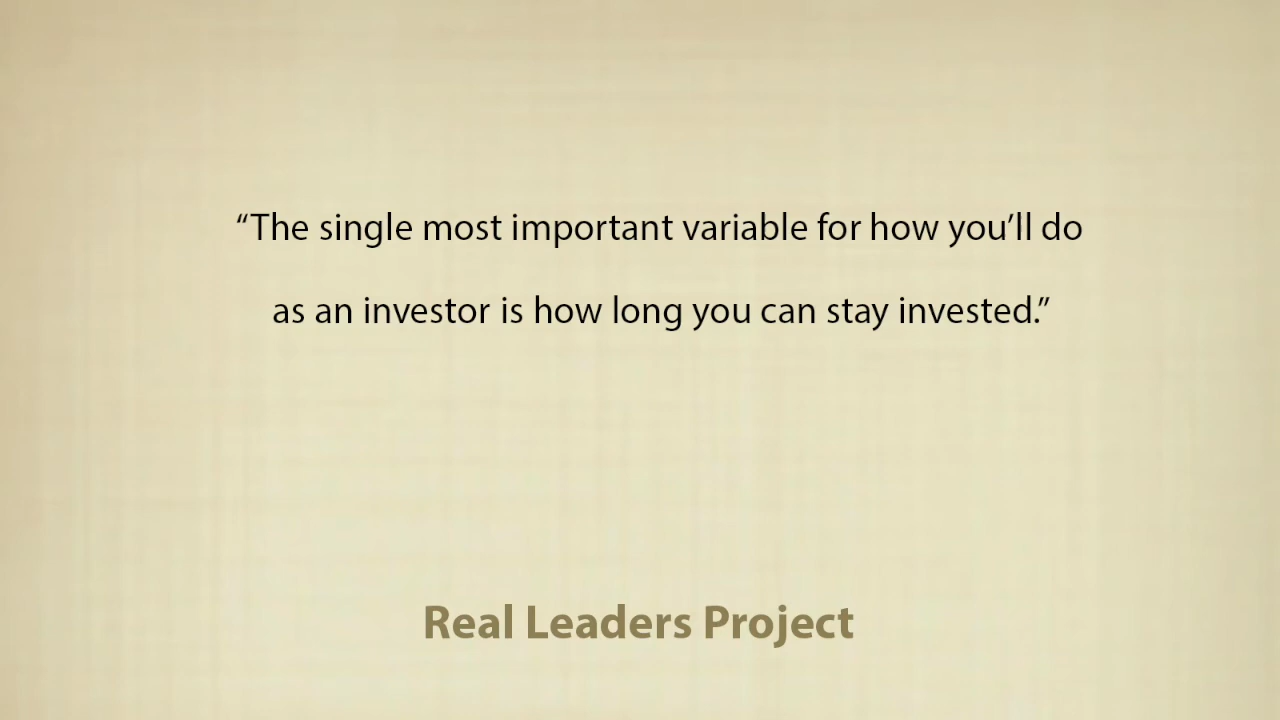 “The single most important variable for how you’ll do
as an investor is how long you can stay invested.”
Real Leaders Project